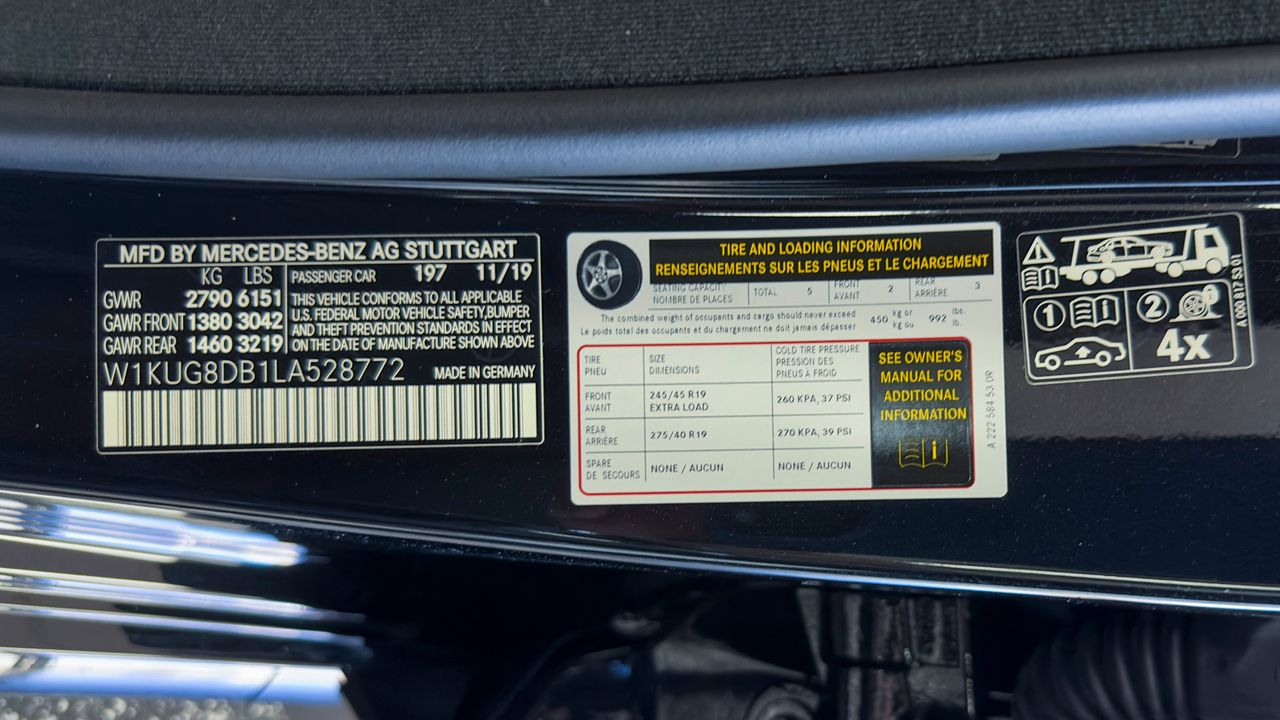 MFD BY MERCEDES-BENZ AG STUTTGART
KG LBS
GVWR 2790 6151
GAWR FRONT 1380 3042
GAWR REAR 1460 3219
PASSENGER CAR 197 11/19
THIS VEHICLE CONFORMS TO ALL APPLICABLE
U.S. FEDERAL MOTOR VEHICLE SAFETY,BUMPER
AND THEFT PREVENTION STANDARDS IN EFFECT
ON THE DATE OF MANUFACTURE SHOWN ABOVE
W1KUG8DB1LA528772 MADE IN GERMANY
TIRE AND LOADING INFORMATION
RENSEIGNEMENTS SUR LES PNEUS ET LE CHARGEMENT
SEATING CAPACITY
NOMBRE DE PLACES
TOTAL 5
FRONT
AVANT
2
REAR
ARRIÈRE
3
The combined weight of occupants and cargo should never exceed
Le poids total des occupants et du chargement ne doit jamais dépasser
450 kg or
kg ou
992 lbs.
lb.
TIRE
PNEU
SIZE
DIMENSIONS
COLD TIRE PRESSURE
PRESSION DES
PNEUS À FROID
FRONT
AVANT
245/45 R19
EXTRA LOAD
260 KPA, 37 PSI
REAR
ARRIÈRE
275/40 R19
270 KPA, 39 PSI
SPARE
DE SECOURS
NONE / AUCUN
NONE / AUCUN
SEE OWNER'S
MANUAL FOR
ADDITIONAL
INFORMATION
i
A 222 584 53 09
i
1 i
2
4x
A 000 817 53 01